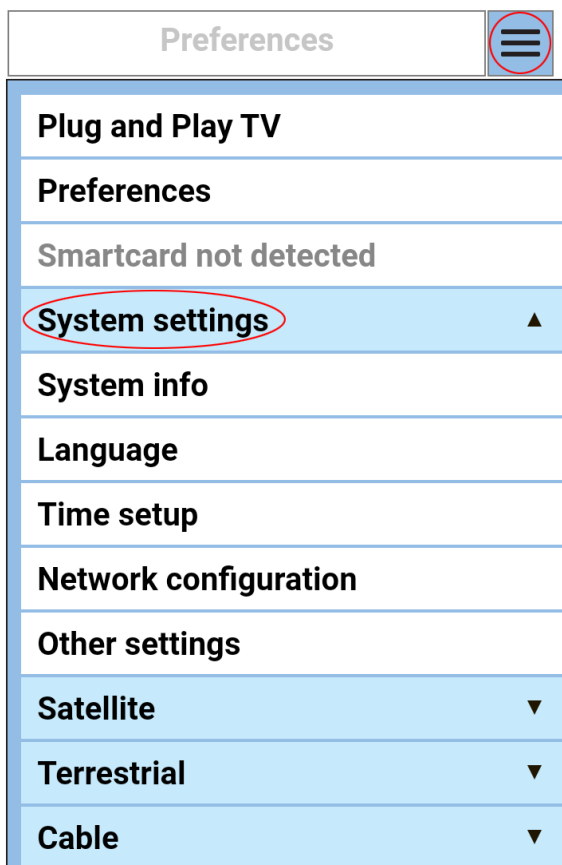 Preferences
Plug and Play TV
Preferences
Smartcard not detected
System settings ▲
System info
Language
Time setup
Network configuration
Other settings
Satellite ▼
Terrestrial ▼
Cable ▼